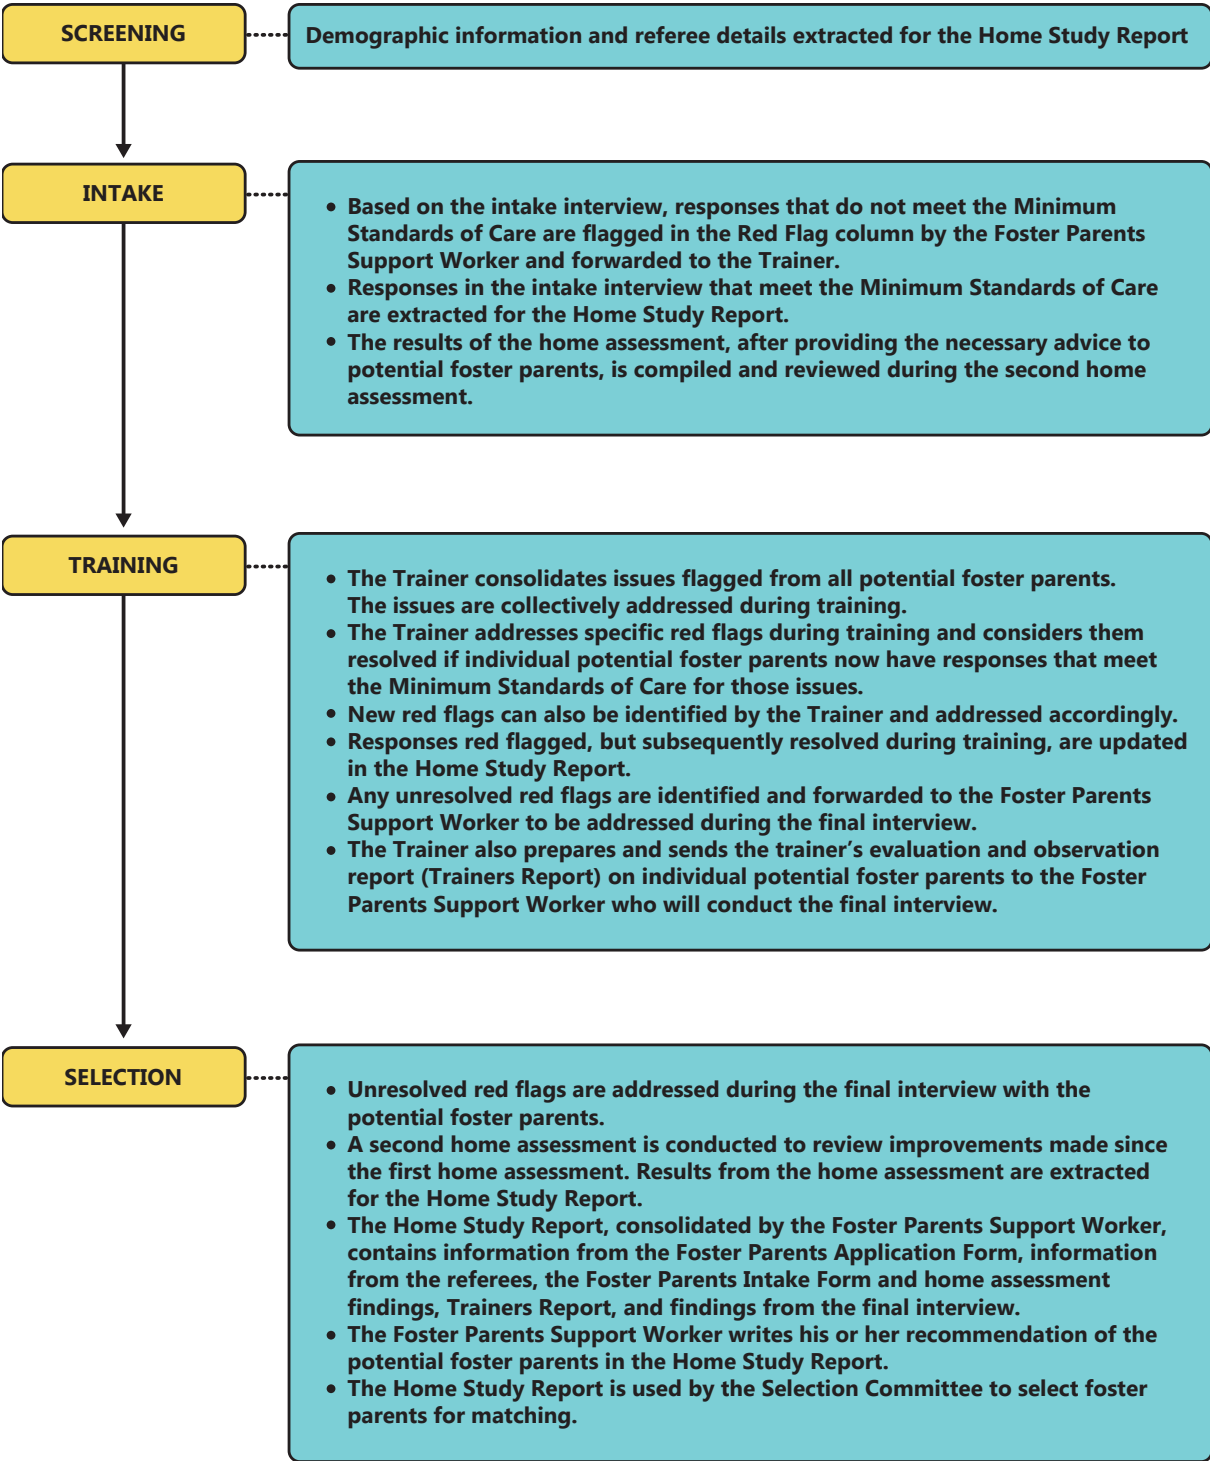 SCREENING
Demographic information and referee details extracted for the Home Study Report
INTAKE
• Based on the intake interview, responses that do not meet the Minimum
Standards of Care are flagged in the Red Flag column by the Foster Parents
Support Worker and forwarded to the Trainer.
• Responses in the intake interview that meet the Minimum Standards of Care
are extracted for the Home Study Report.
• The results of the home assessment, after providing the necessary advice to
potential foster parents, is compiled and reviewed during the second home
assessment.
TRAINING
• The Trainer consolidates issues flagged from all potential foster parents.
The issues are collectively addressed during training.
• The Trainer addresses specific red flags during training and considers them
resolved if individual potential foster parents now have responses that meet
the Minimum Standards of Care for those issues.
• New red flags can also be identified by the Trainer and addressed accordingly.
• Responses red flagged, but subsequently resolved during training, are updated
in the Home Study Report.
• Any unresolved red flags are identified and forwarded to the Foster Parents
Support Worker to be addressed during the final interview.
• The Trainer also prepares and sends the trainer’s evaluation and observation
report (Trainers Report) on individual potential foster parents to the Foster
Parents Support Worker who will conduct the final interview.
SELECTION
• Unresolved red flags are addressed during the final interview with the
potential foster parents.
• A second home assessment is conducted to review improvements made since
the first home assessment. Results from the home assessment are extracted
for the Home Study Report.
• The Home Study Report, consolidated by the Foster Parents Support Worker,
contains information from the Foster Parents Application Form, information
from the referees, the Foster Parents Intake Form and home assessment
findings, Trainers Report, and findings from the final interview.
• The Foster Parents Support Worker writes his or her recommendation of the
potential foster parents in the Home Study Report.
• The Home Study Report is used by the Selection Committee to select foster
parents for matching.